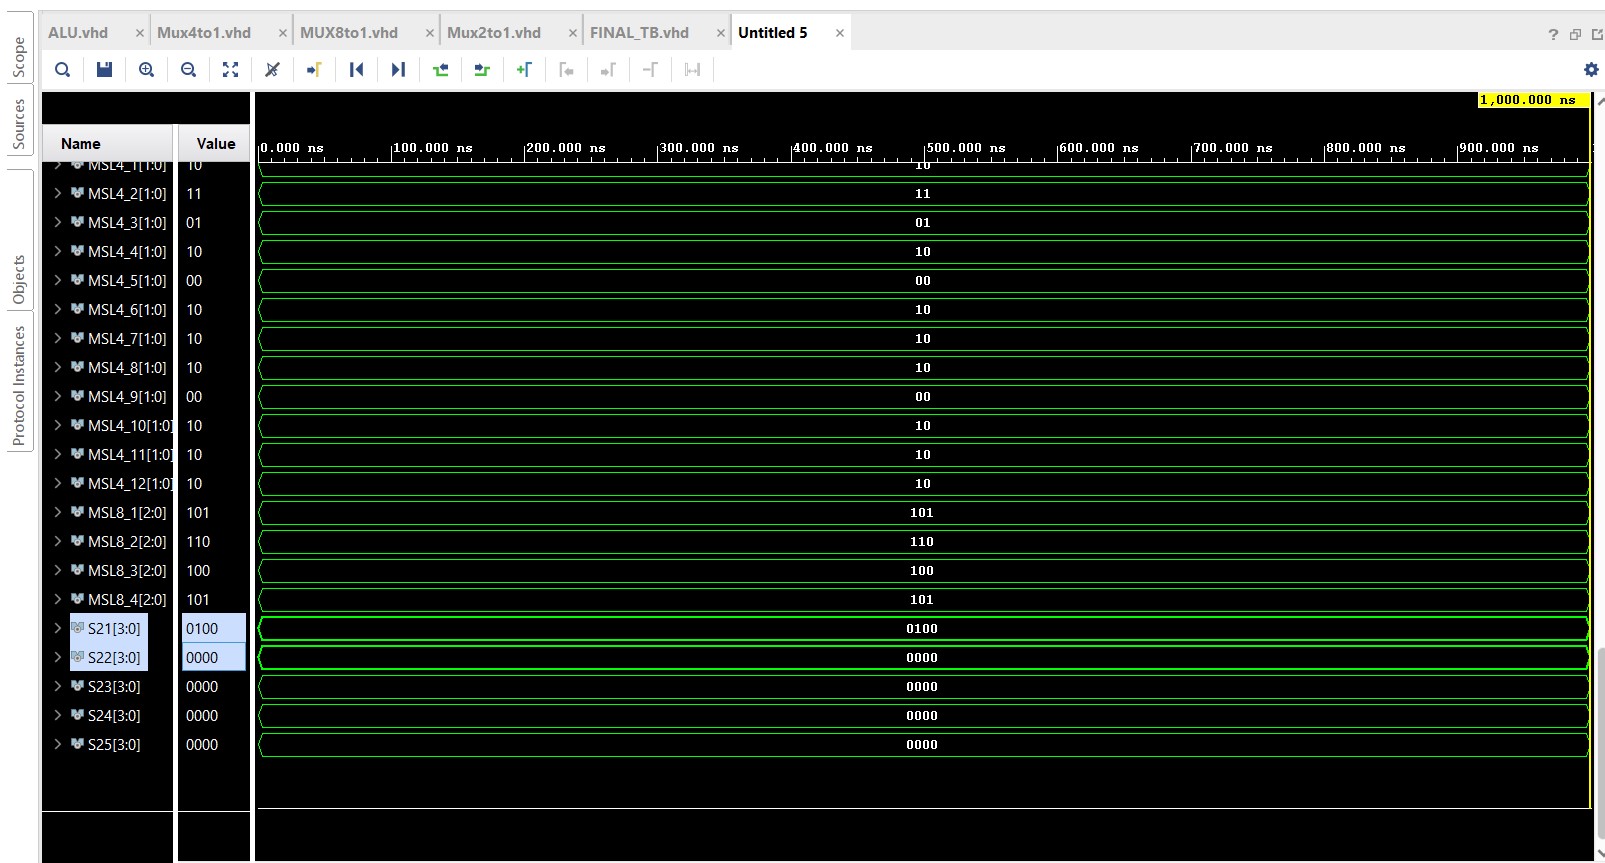 ALU.vhd × Mux4to1.vhd × MUX8to1.vhd × Mux2to1.vhd × FINAL_TB.vhd × Untitled 5 × ?
Scope
Sources
Objects
Protocol Instances
1,000.000 ns
Name Value 0.000 ns 100.000 ns 200.000 ns 300.000 ns 400.000 ns 500.000 ns 600.000 ns 700.000 ns 800.000 ns 900.000 ns
MSL4_1[1:0] 10 10
MSL4_2[1:0] 11 11
MSL4_3[1:0] 01 01
MSL4_4[1:0] 10 10
MSL4_5[1:0] 00 00
MSL4_6[1:0] 10 10
MSL4_7[1:0] 10 10
MSL4_8[1:0] 10 10
MSL4_9[1:0] 00 00
MSL4_10[1:0] 10 10
MSL4_11[1:0] 10 10
MSL4_12[1:0] 10 10
MSL8_1[2:0] 101 101
MSL8_2[2:0] 110 110
MSL8_3[2:0] 100 100
MSL8_4[2:0] 101 101
S21[3:0] 0100 0100
S22[3:0] 0000 0000
S23[3:0] 0000 0000
S24[3:0] 0000 0000
S25[3:0] 0000 0000